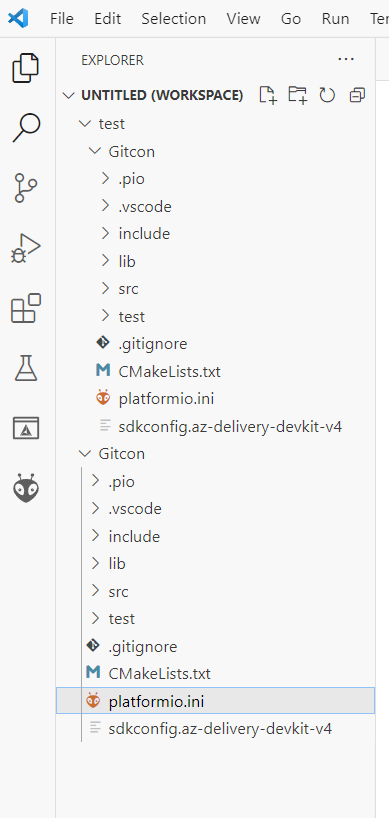 File Edit Selection View Go Run Ter
EXPLORER
UNTITLED (WORKSPACE)
test
Gitcon
.pio
.vscode
include
lib
src
test
.gitignore
CMakeLists.txt
platformio.ini
sdkconfig.az-delivery-devkit-v4
Gitcon
.pio
.vscode
include
lib
src
test
.gitignore
CMakeLists.txt
platformio.ini
sdkconfig.az-delivery-devkit-v4